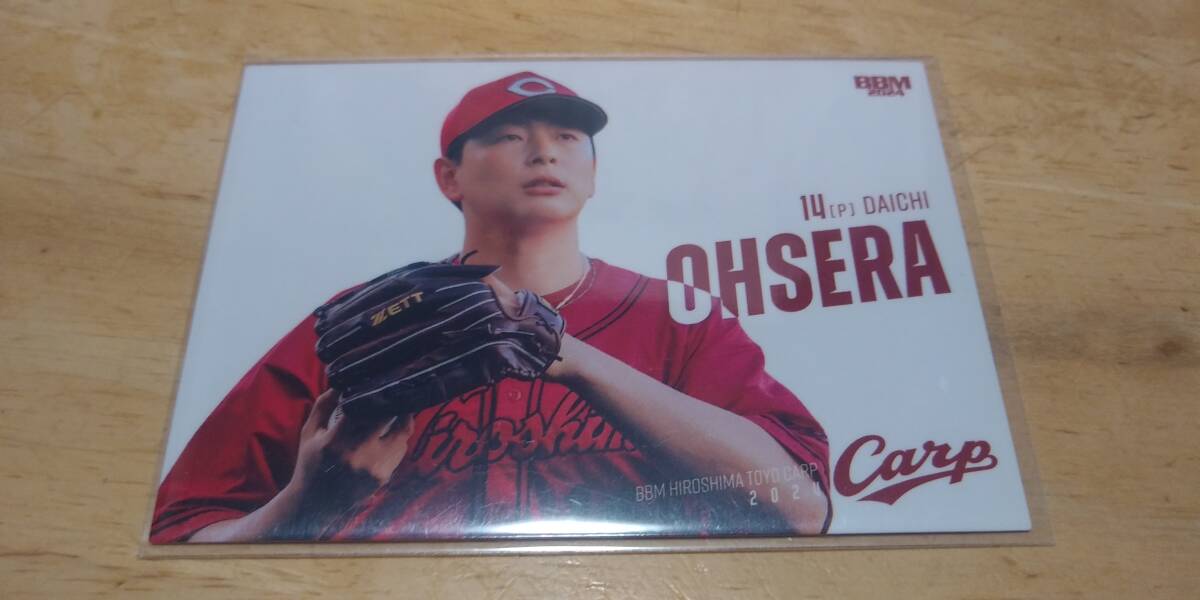 BBM
2024
14 [P] DAICHI
OHSERA
ZETT
Hiroshima
BBM HIROSHIMA TOYO CARP
2024
Carp